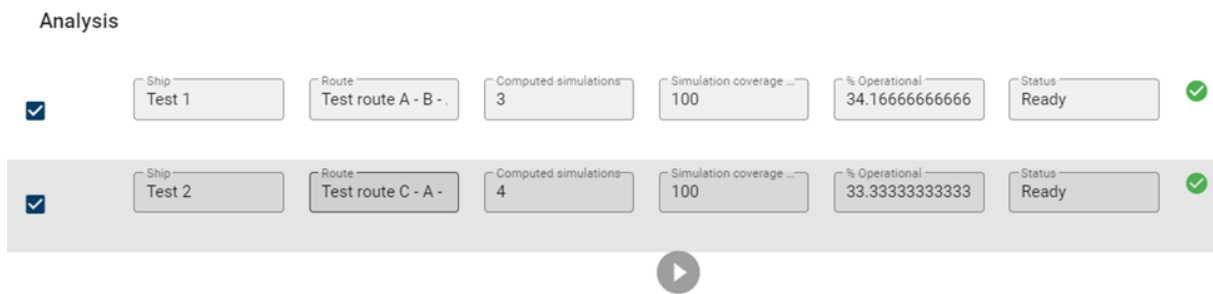 Analysis
Ship Route Computed simulations Simulation coverage ... % Operational Status
Test 1 Test route A - B - . 3 100 34.16666666666 Ready
Ship Route Computed simulations Simulation coverage ... % Operational Status
Test 2 Test route C - A - 4 100 33.33333333333 Ready